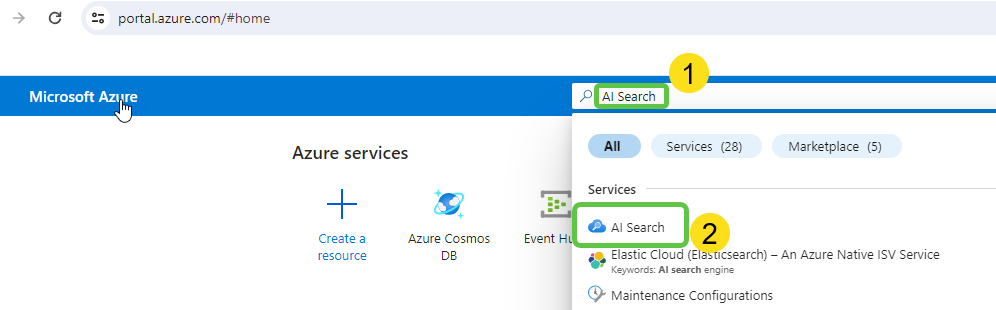 portal.azure.com/#home
1
Microsoft Azure
AI Search
All
Services (28)
Marketplace (5)
Azure services
Services
Create a
resource
Azure Cosmos
DB
Event Hu
AI Search
2
Elastic Cloud (Elasticsearch) – An Azure Native ISV Service
Keywords: AI search engine
Maintenance Configurations